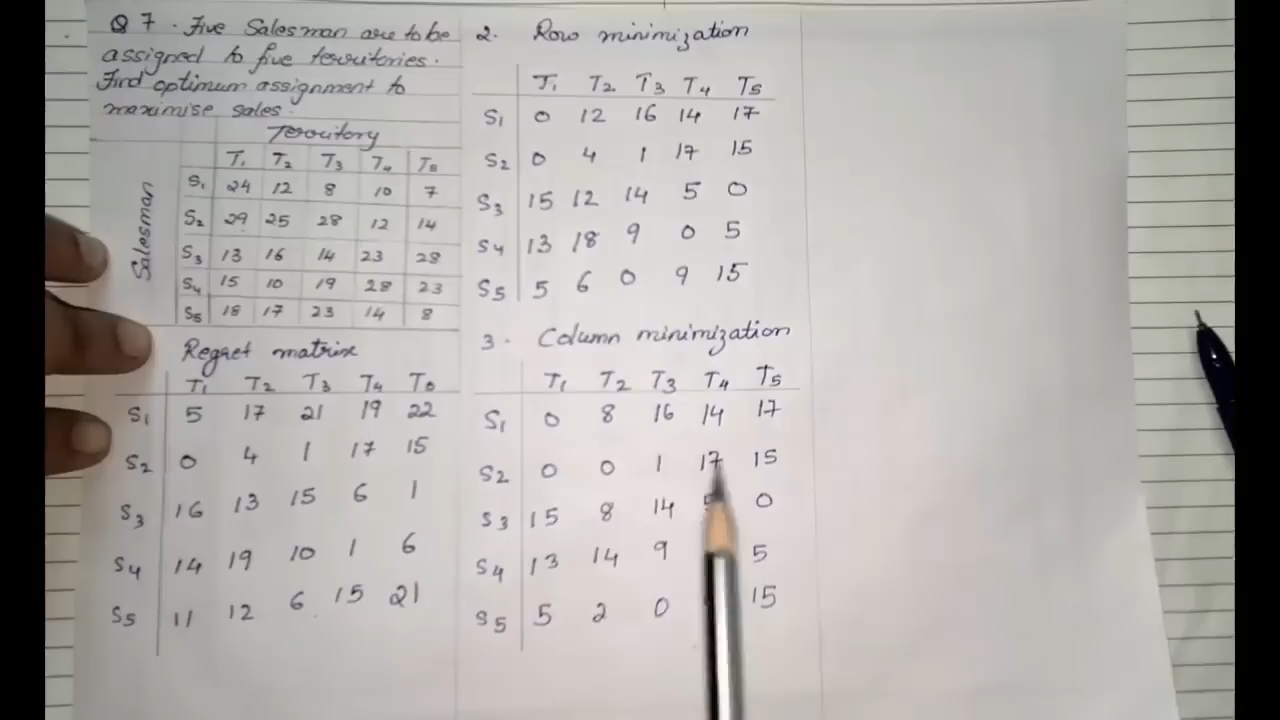 Q 7. Five Salesman are to be
assigned to five territories.
Find optimum assignment to
maximise sales.
Territory
Salesman
T1 T2 T3 T4 T5
S1 24 12 8 10 7
S2 29 25 28 12 14
S3 13 16 14 23 28
S4 15 10 19 28 23
S5 18 17 23 14 8
Regret matrix
T1 T2 T3 T4 T0
S1 5 17 21 19 22
S2 0 4 1 17 15
S3 16 13 15 6 1
S4 14 19 10 1 6
S5 11 12 6 15 21
2. Row minimization
T1 T2 T3 T4 T5
S1 0 12 16 14 17
S2 0 4 1 17 15
S3 15 12 14 5 0
S4 13 18 9 0 5
S5 5 6 0 9 15
3. Column minimization
T1 T2 T3 T4 T5
S1 0 8 16 14 17
S2 0 0 1 17 15
S3 15 8 14 0
S4 13 14 9 5
S5 5 2 0 15